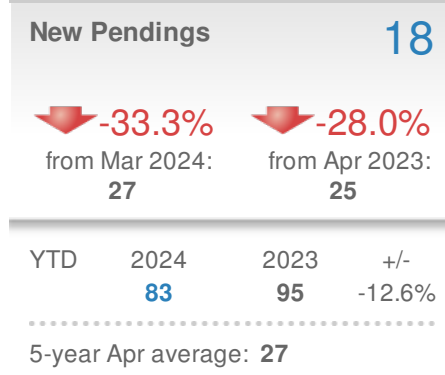 New Pendings 18
-33.3% -28.0%
from Mar 2024: from Apr 2023:
27 25
YTD 2024 2023 +/-
83 95 -12.6%
5-year Apr average: 27